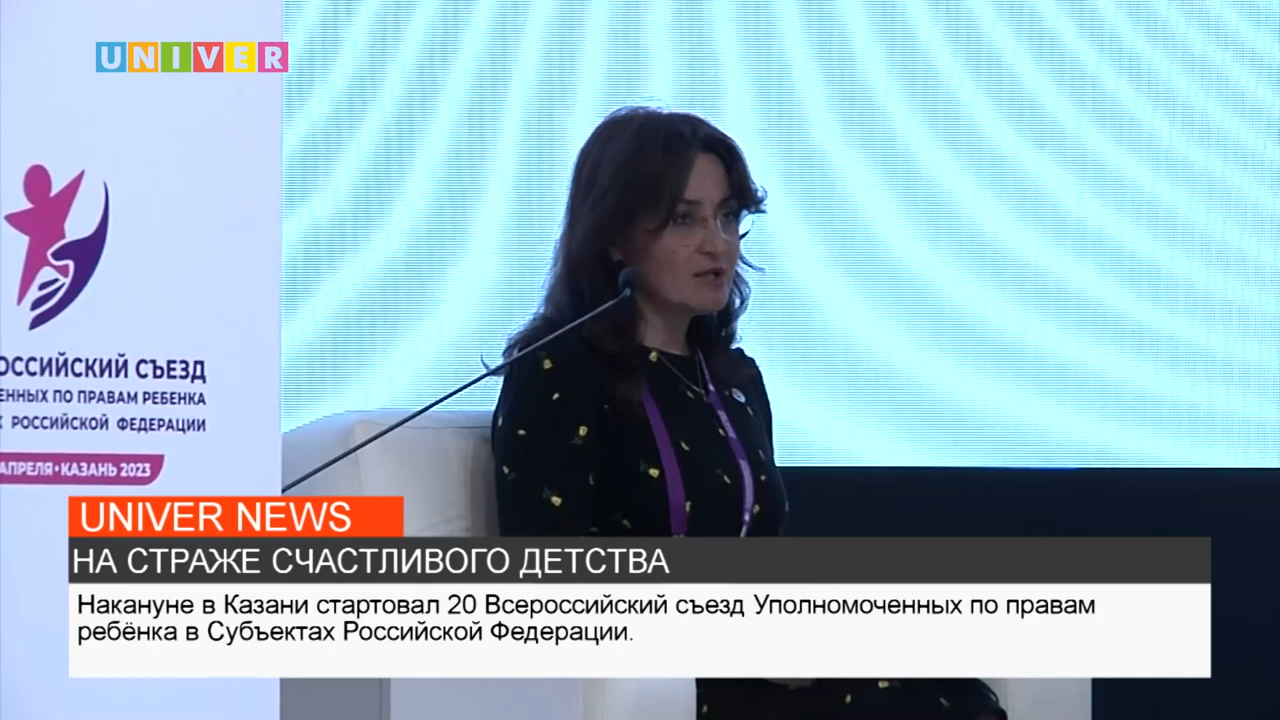 UNIVER
ОССИЙСКИЙ СЪЕЗД
ЕННЫХ ПО ПРАВАМ РЕБЕНКА
Х РОССИЙСКОЙ ФЕДЕРАЦИИ
АПРЕЛЯ • КАЗАНЬ 2023
UNIVER NEWS
НА СТРАЖЕ СЧАСТЛИВОГО ДЕТСТВА
Накануне в Казани стартовал 20 Всероссийский съезд Уполномоченных по правам
ребёнка в Субъектах Российской Федерации.